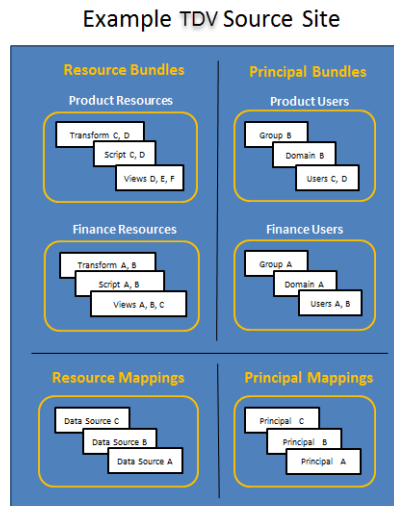 Example TDV Source Site
Resource Bundles
Principal Bundles
Product Resources
Product Users
Transform C, D
Script C, D
Views D, E, F
Group B
Domain B
Users C, D
Finance Resources
Finance Users
Transform A, B
Script A, B
Views A, B, C
Group A
Domain A
Users A, B
Resource Mappings
Principal Mappings
Data Source C
Data Source B
Data Source A
Principal C
Principal B
Principal A